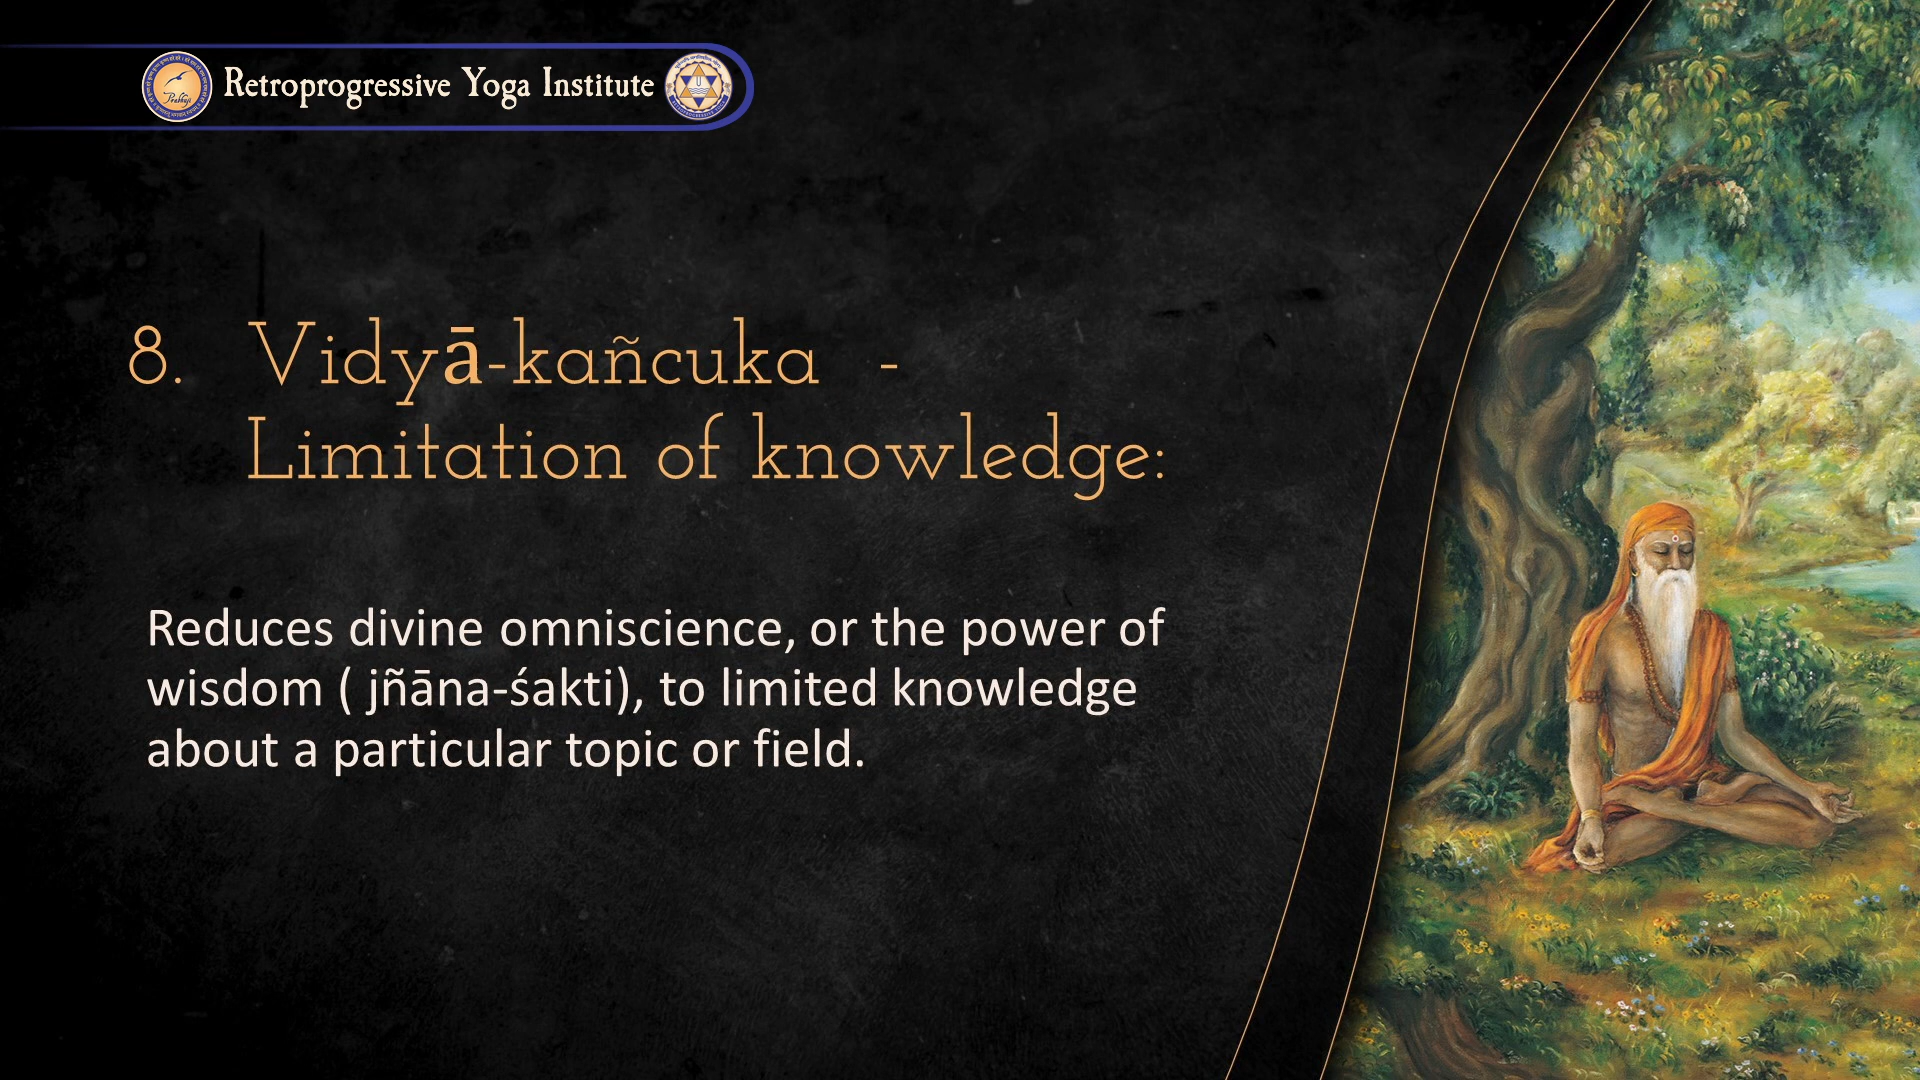 Prabhuji
Retroprogressive Yoga Institute
8. Vidyā-kañcuka -
Limitation of knowledge:
Reduces divine omniscience, or the power of
wisdom ( jñāna-śakti), to limited knowledge
about a particular topic or field.